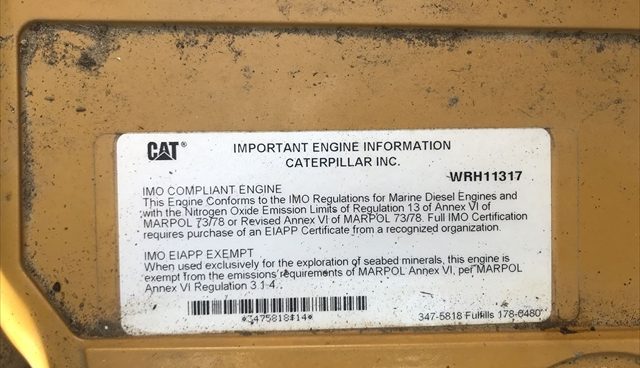 CAT®
IMPORTANT ENGINE INFORMATION
CATERPILLAR INC.
WRH11317
IMO COMPLIANT ENGINE
This Engine Conforms to the IMO Regulations for Marine Diesel Engines and
with the Nitrogen Oxide Emission Limits of Regulation 13 of Annex VI of
MARPOL 73/78 or Revised Annex VI of MARPOL 73/78. Full IMO Certification
requires purchase of an EIAPP Certificate from a recognized organization.
IMO EIAPP EXEMPT
When used exclusively for the exploration of seabed minerals, this engine is
exempt from the emissions requirements of MARPOL Annex VI, per MARPOL
Annex VI Regulation 3.1.4.
*3475818#14*
347-5818 Fulfills 178-6480